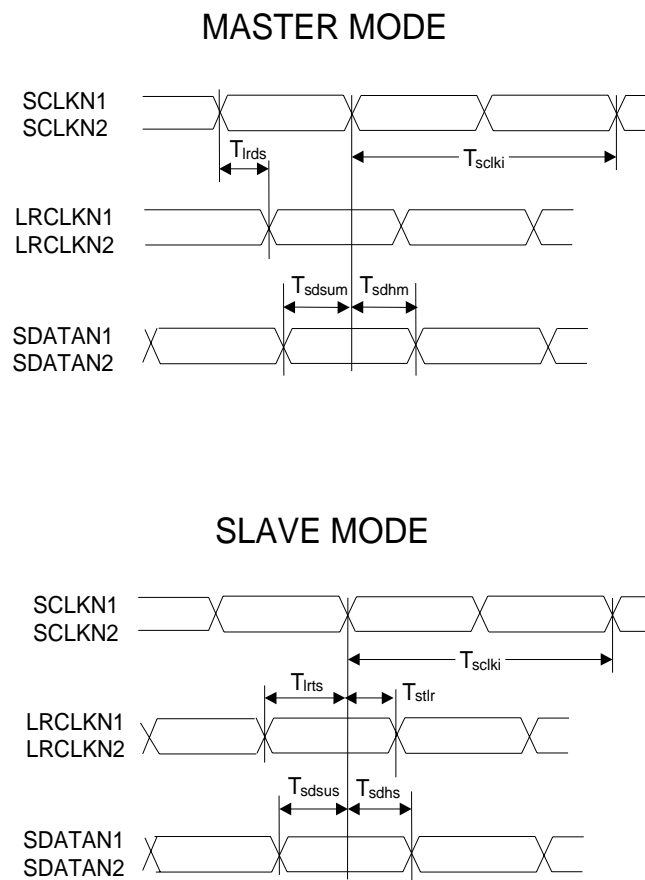 MASTER MODE
SCLKN1
SCLKN2
Tlrds
Tsclki
LRCLKN1
LRCLKN2
Tsdsum
Tsdhm
SDATAN1
SDATAN2
SLAVE MODE
SCLKN1
SCLKN2
Tsclki
Tlrts
Tstlr
LRCLKN1
LRCLKN2
Tsdsus
Tsdhs
SDATAN1
SDATAN2